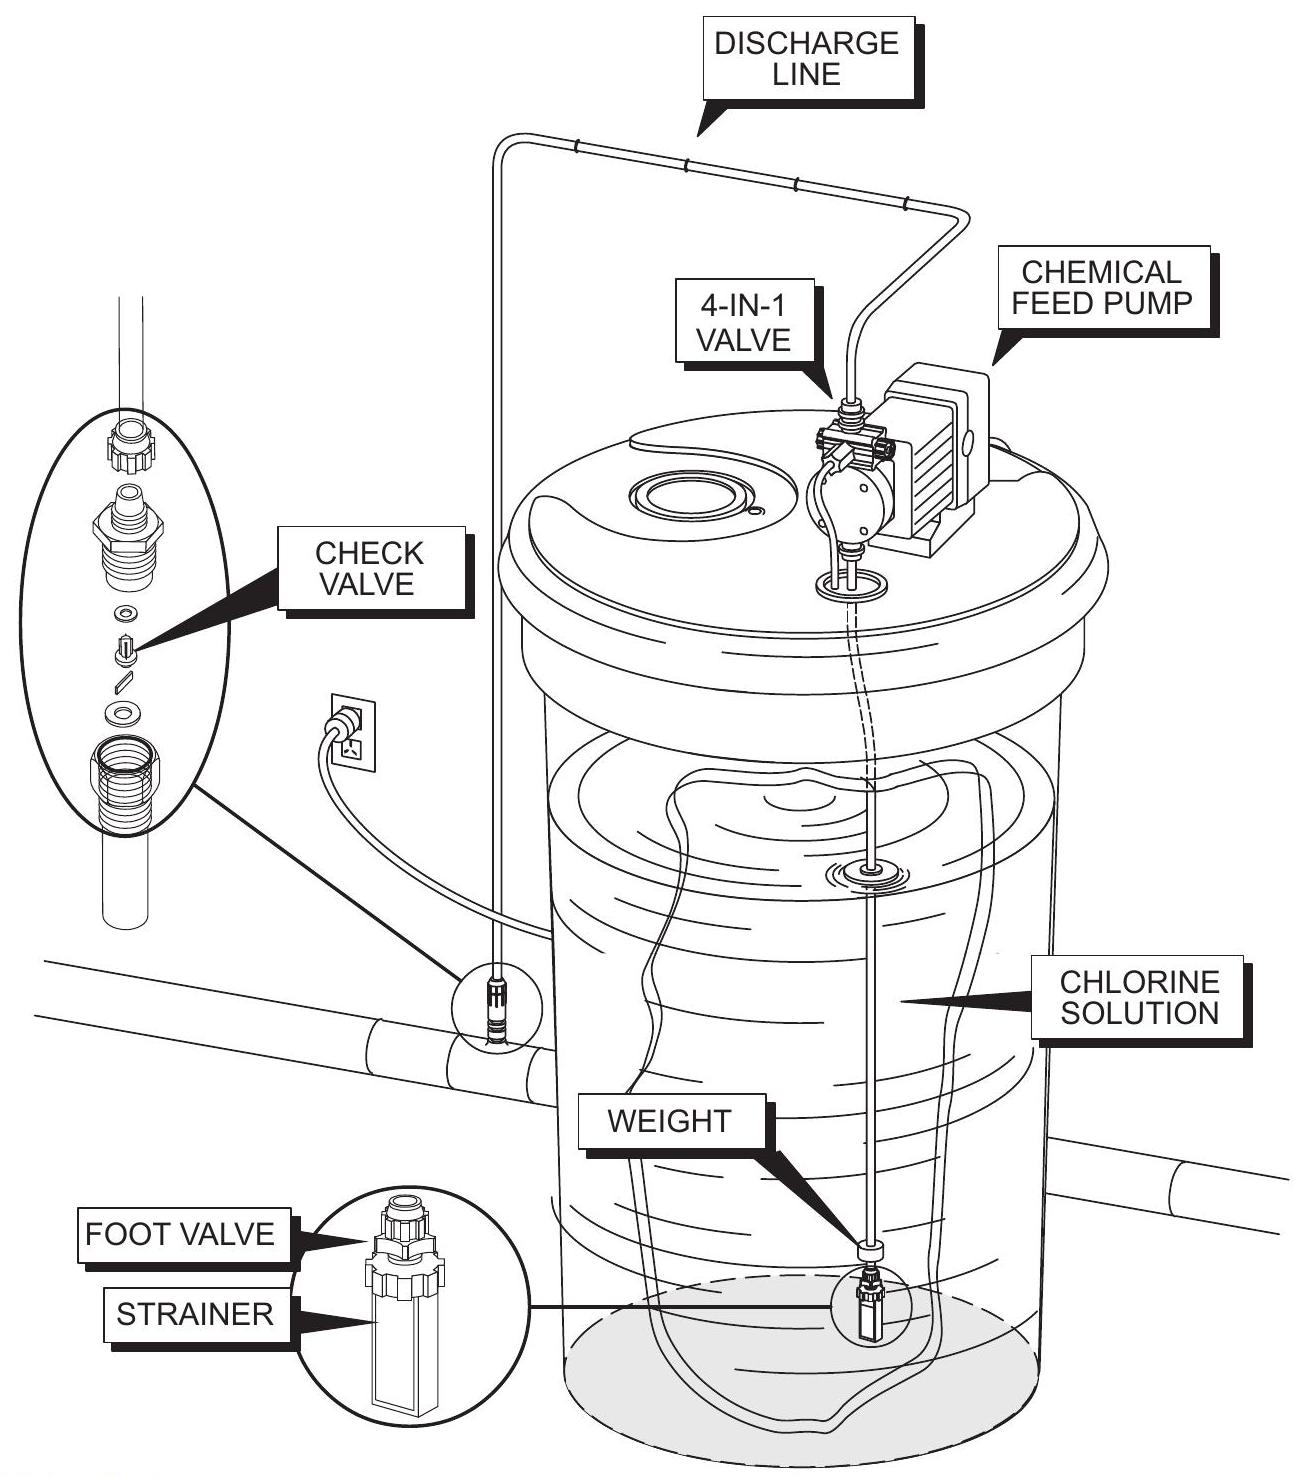 DISCHARGE
LINE
CHEMICAL
FEED PUMP
4-IN-1
VALVE
CHECK
VALVE
CHLORINE
SOLUTION
WEIGHT
FOOT VALVE
STRAINER